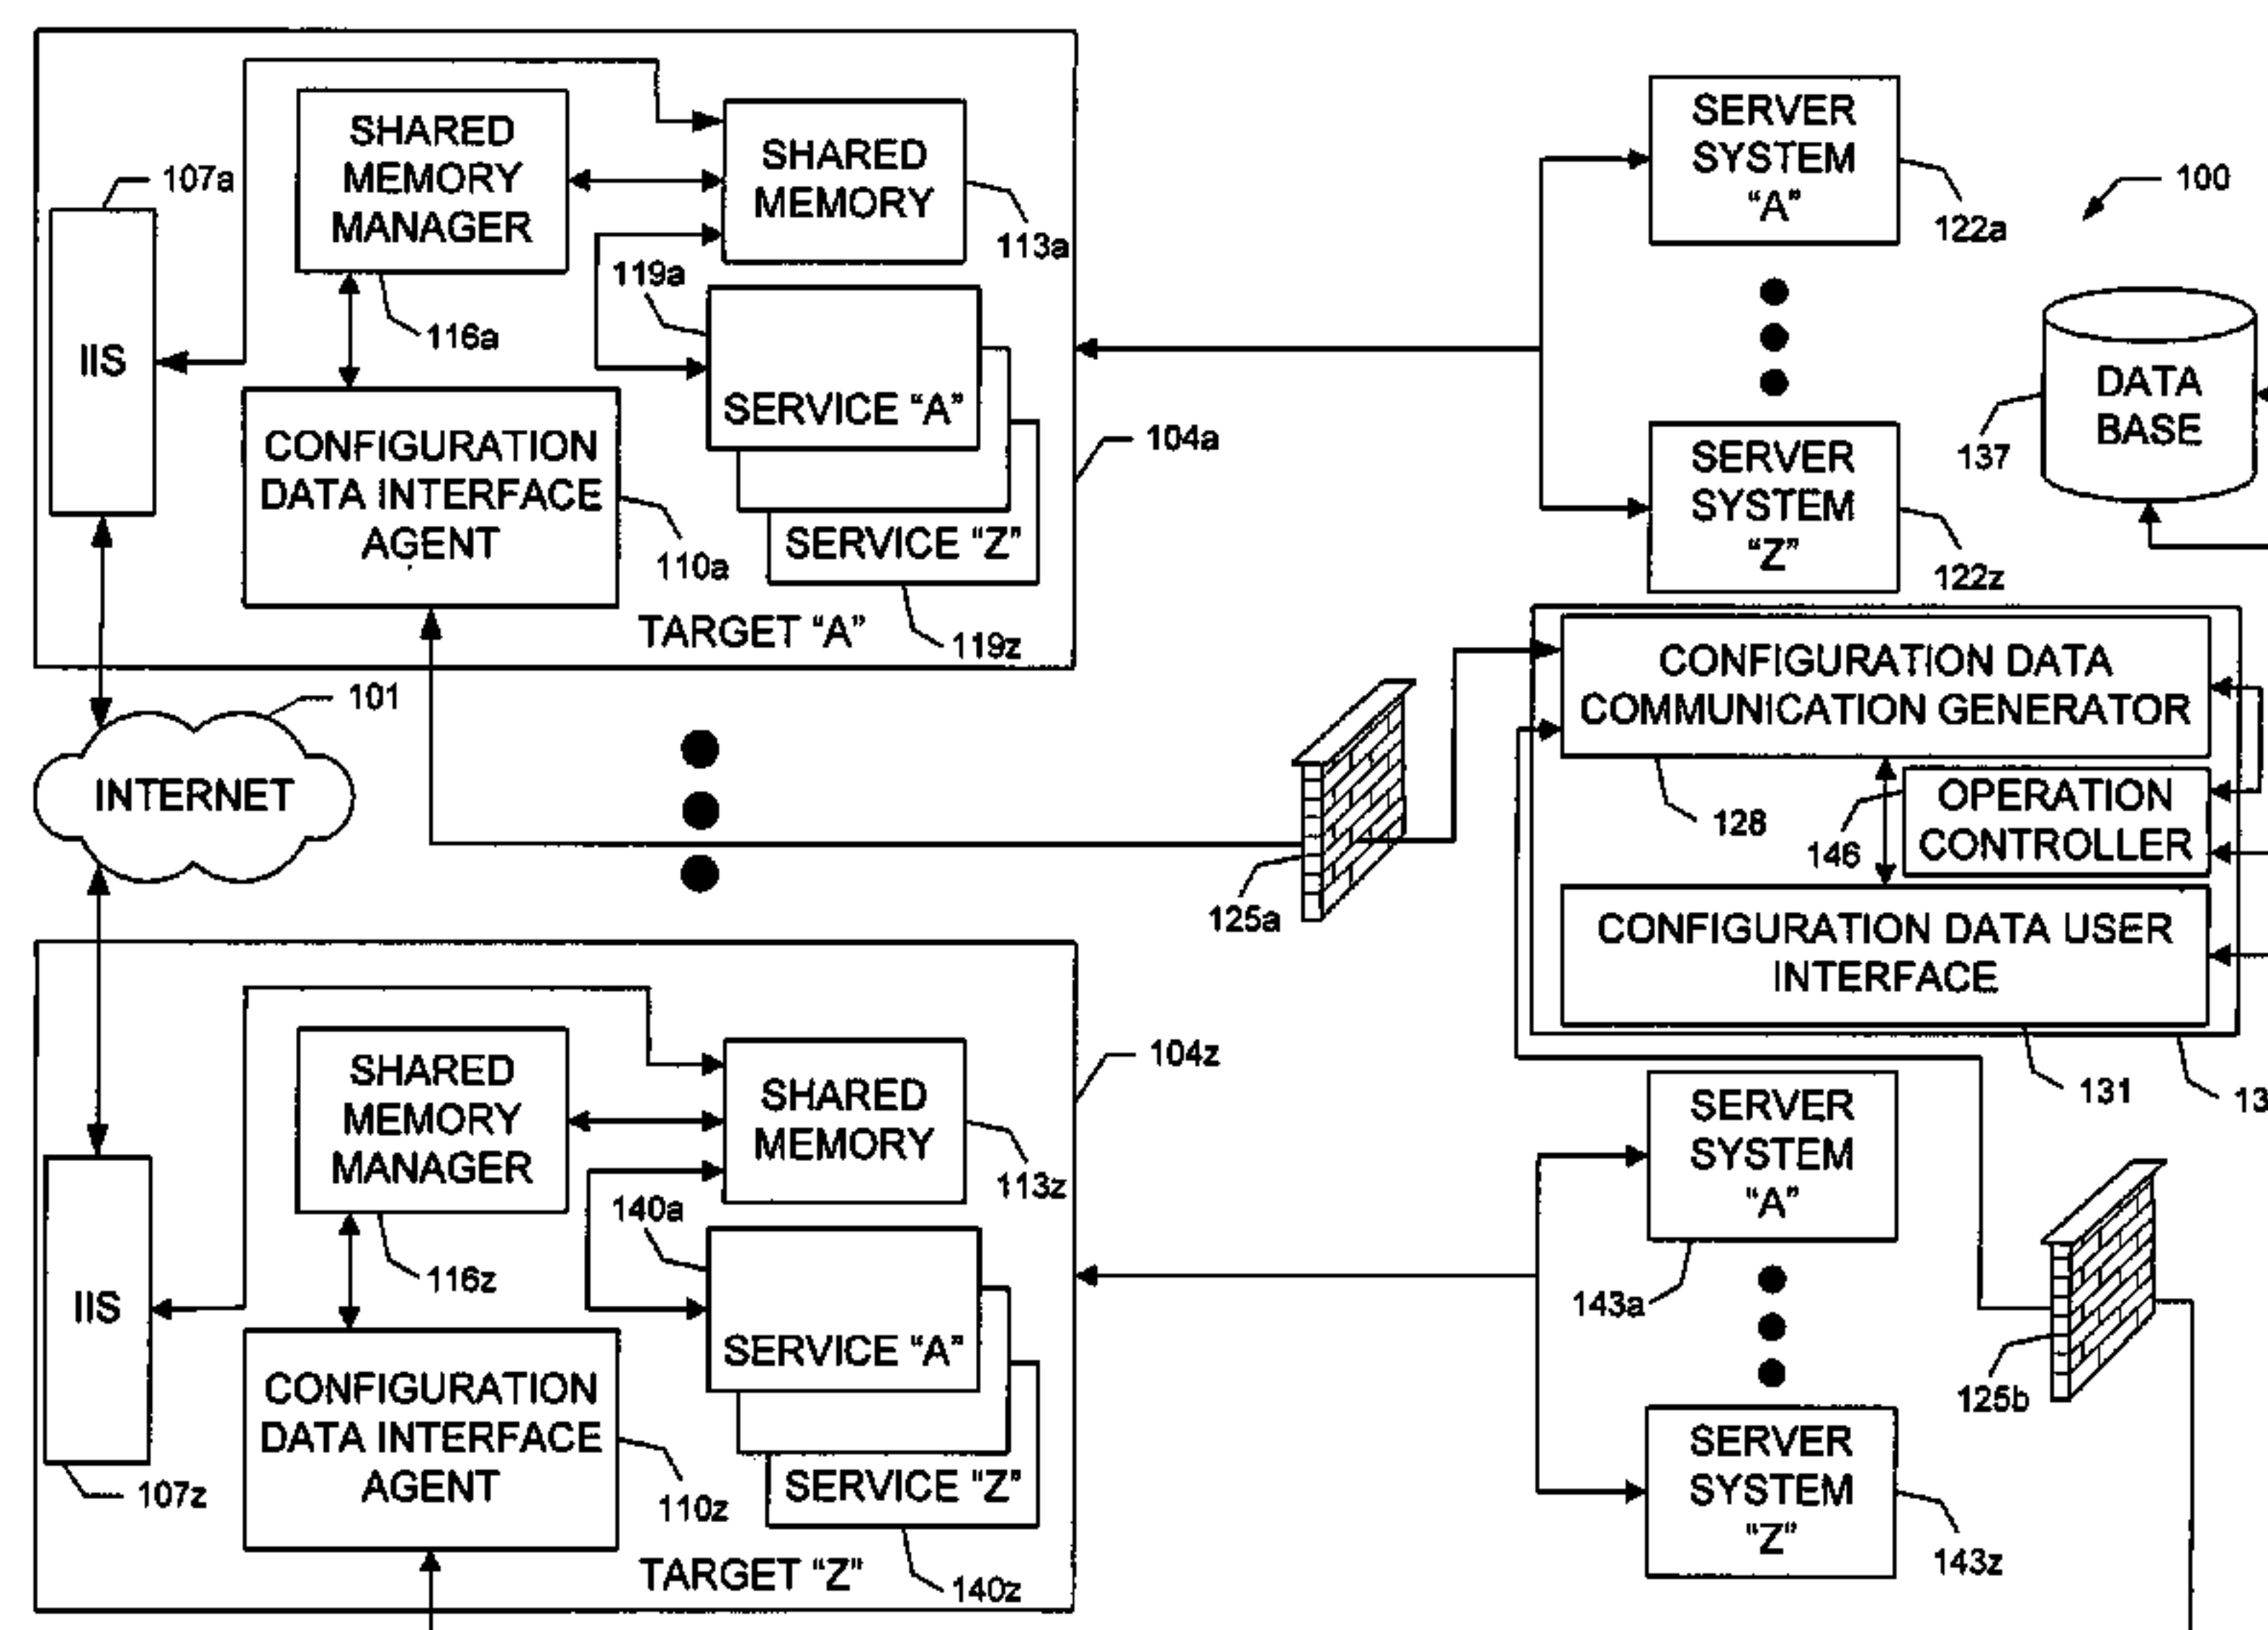 107a
IIS
SHARED
MEMORY
MANAGER
116a
SHARED
MEMORY
113a
119a
SERVICE “A”
SERVICE “Z”
119z
CONFIGURATION
DATA INTERFACE
AGENT
110a
TARGET “A”
104a
SERVER
SYSTEM
“A”
122a
SERVER
SYSTEM
“Z”
122z
100
DATA
BASE
137
101
INTERNET
125a
CONFIGURATION DATA
COMMUNICATION GENERATOR
128
OPERATION
CONTROLLER
146
CONFIGURATION DATA USER
INTERFACE
131
IIS
107z
SHARED
MEMORY
MANAGER
116z
SHARED
MEMORY
113z
140a
SERVICE “A”
SERVICE “Z”
140z
CONFIGURATION
DATA INTERFACE
AGENT
110z
TARGET “Z”
104z
SERVER
SYSTEM
“A”
143a
SERVER
SYSTEM
“Z”
143z
125b